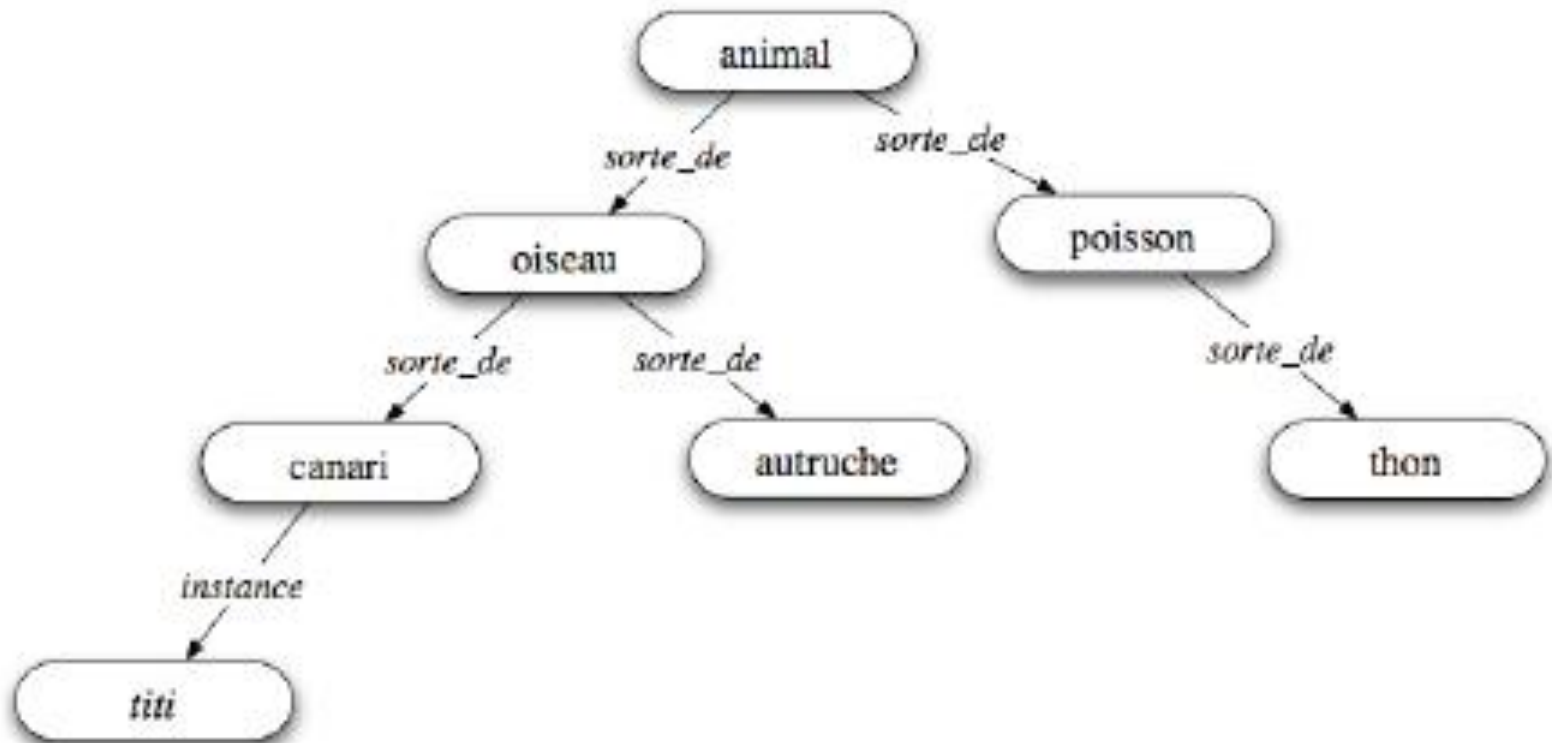 animal
sorte_de
sorte_de
oiseau
poisson
sorte_de
sorte_de
sorte_de
canari
autruche
thon
instance
titi